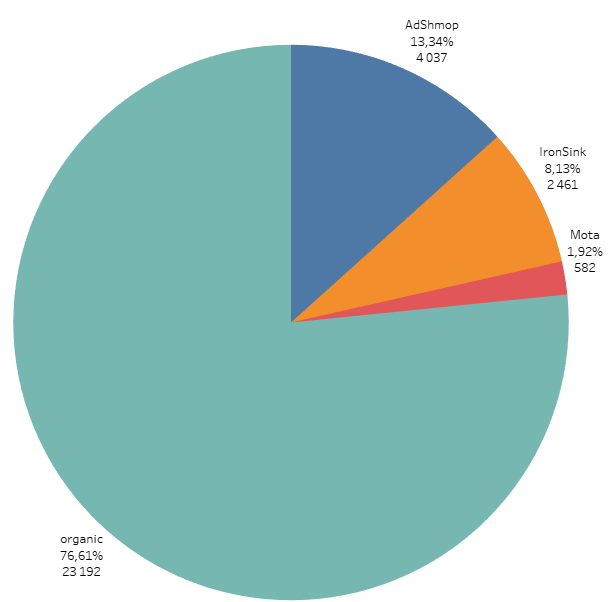 AdShmop
13,34%
4 037
IronSink
8,13%
2 461
Mota
1,92%
582
organic
76,61%
23 192